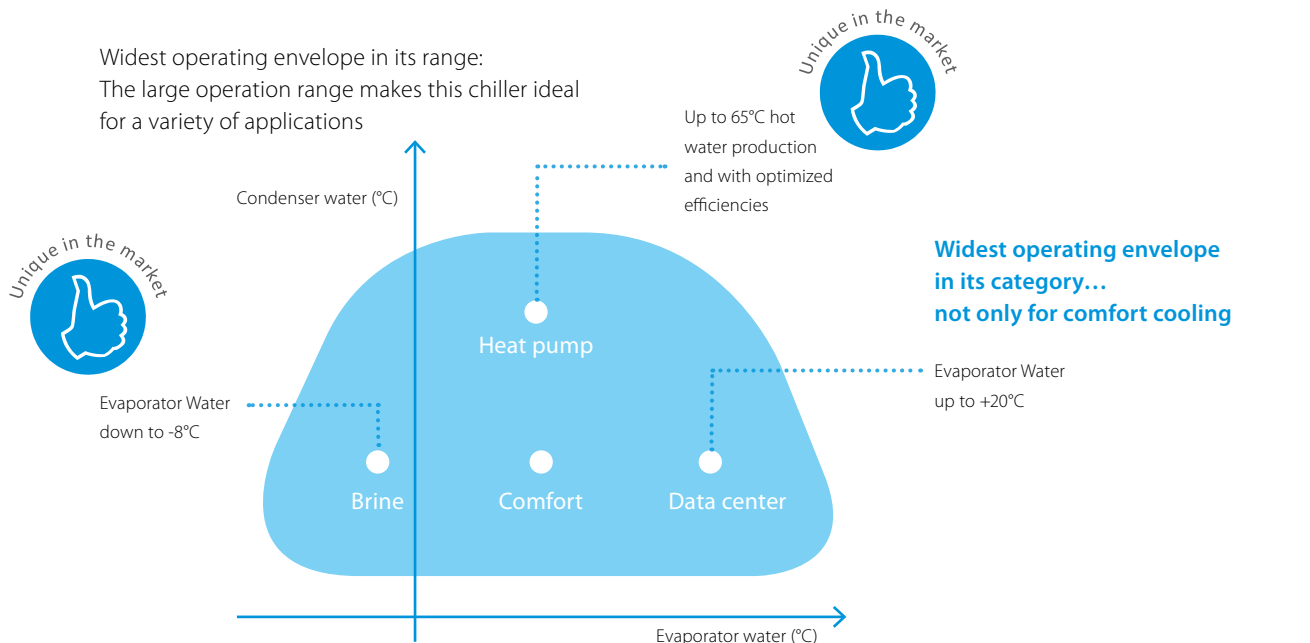 Widest operating envelope in its range:
The large operation range makes this chiller ideal
for a variety of applications
Unique in the market
Up to 65°C hot
water production
and with optimized
efficiencies
Condenser water (°C)
Unique in the market
Widest operating envelope
in its category…
not only for comfort cooling
Heat pump
Evaporator Water
up to +20°C
Evaporator Water
down to -8°C
Brine
Comfort
Data center
Evaporator water (°C)